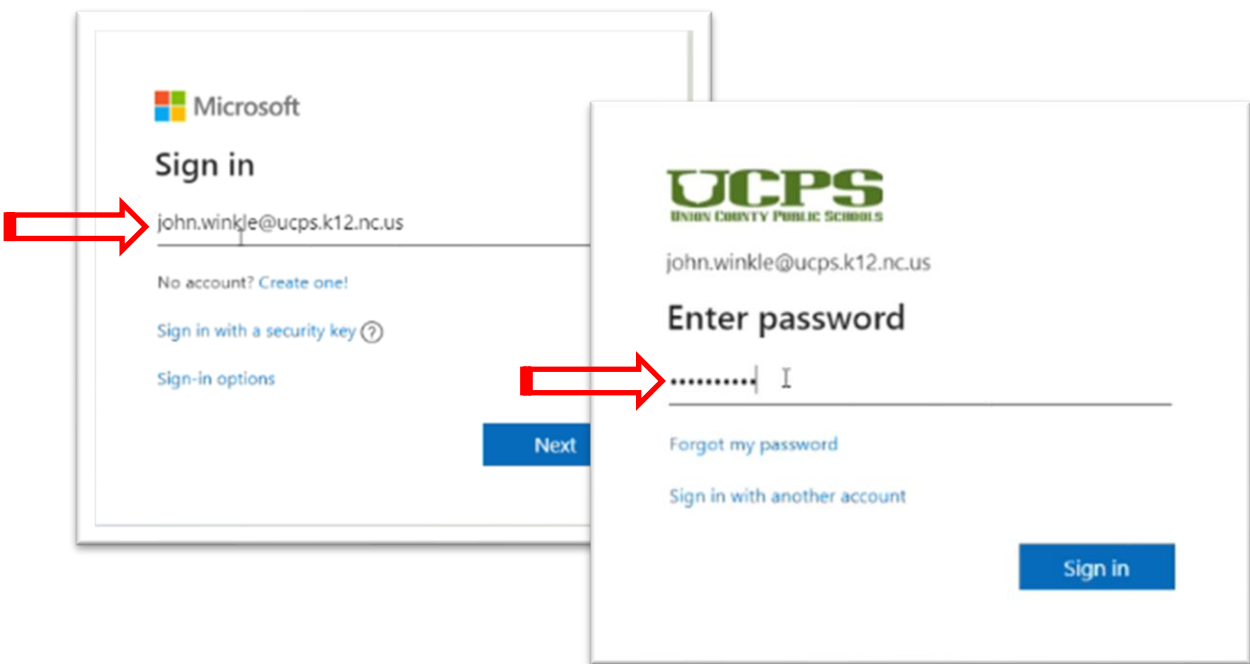 Microsoft
Sign in
john.winkle@ucps.k12.nc.us
No account? Create one!
Sign in with a security key
Sign-in options
Next
UCPS
UNION COUNTY PUBLIC SCHOOLS
john.winkle@ucps.k12.nc.us
Enter password
••••••••••
Forgot my password
Sign in with another account
Sign in